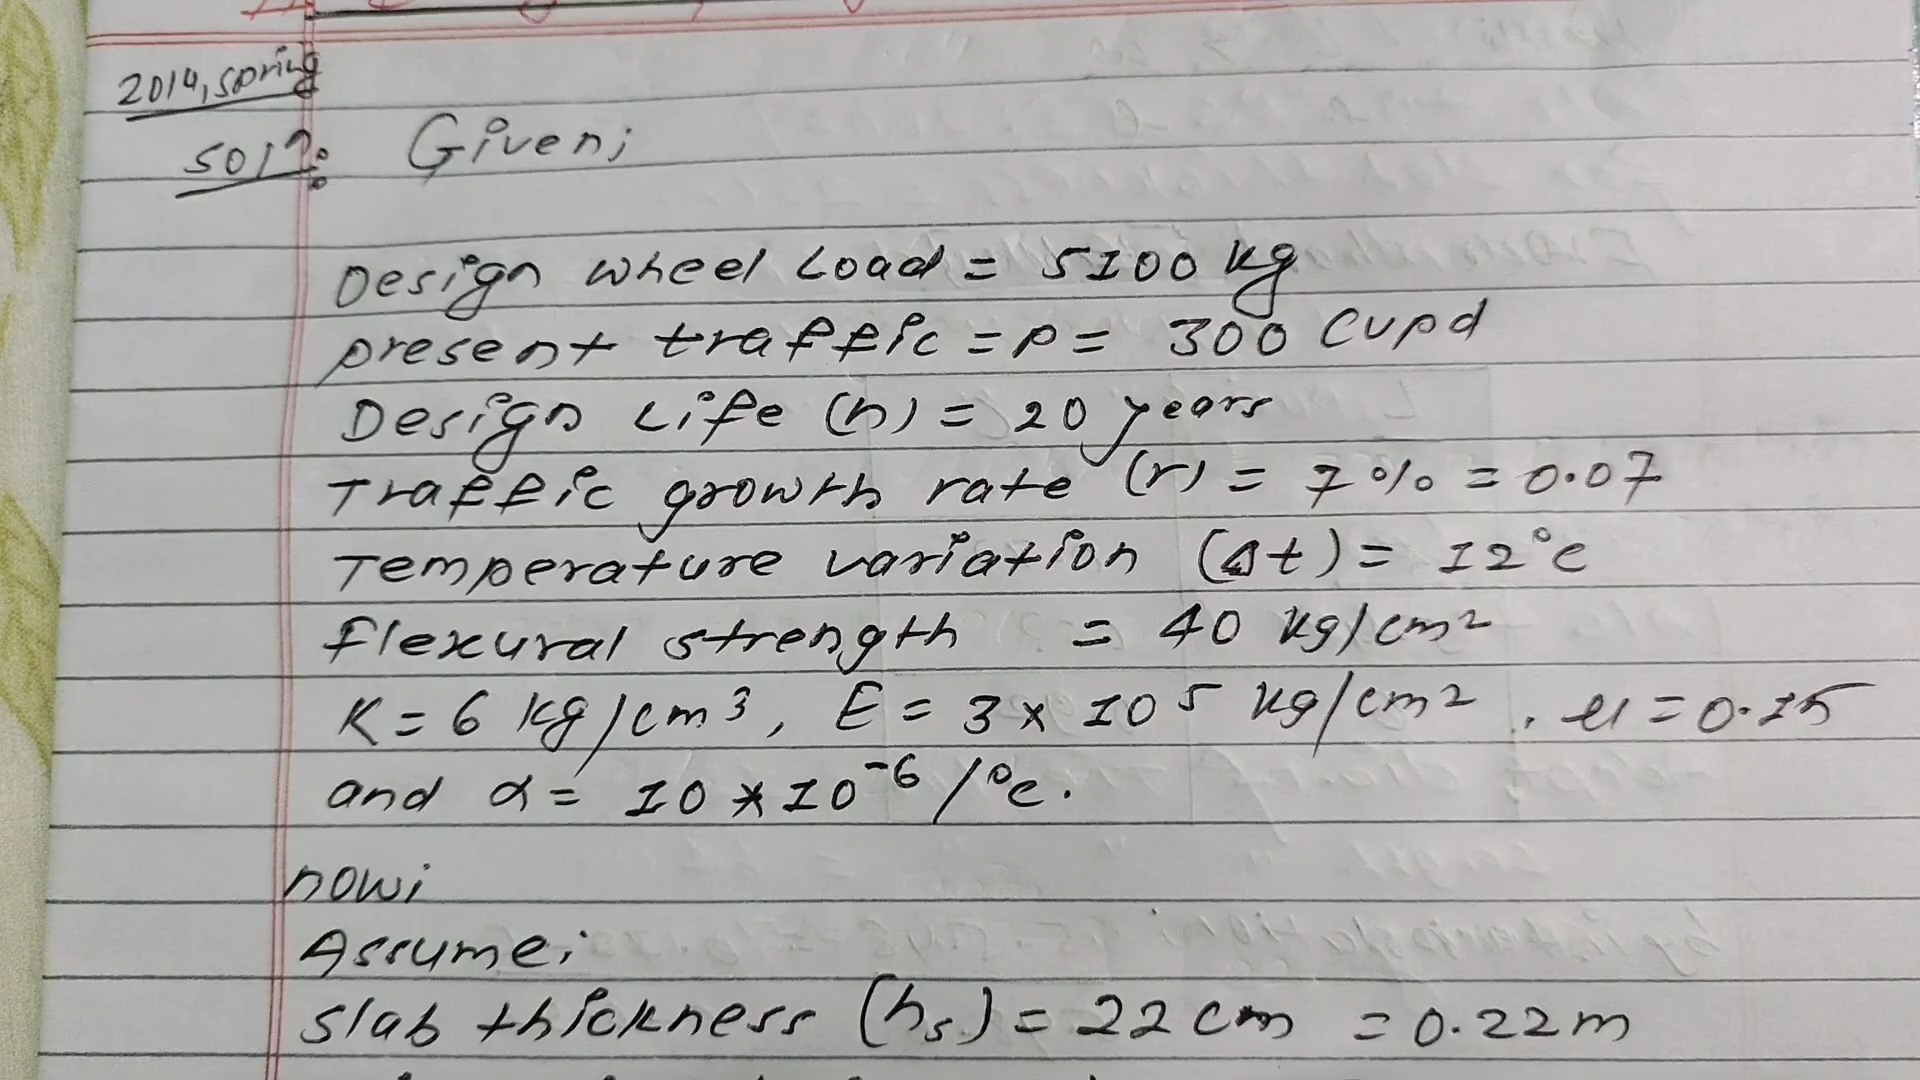 2014, spring
Solⁿ: Given;
Design wheel Load = 5100 kg
present traffic = P = 300 CVpd
Design Life (n) = 20 years
Traffic growth rate (r) = 7% = 0.07
Temperature variation (Δt) = 12°C
flexural strength = 40 kg/cm²
K = 6 kg/cm³, E = 3 × 10⁵ kg/cm², μ = 0.15
and α = 10 × 10⁻⁶ /°C.
now;
Assume;
slab thickness (hs) = 22 cm = 0.22 m